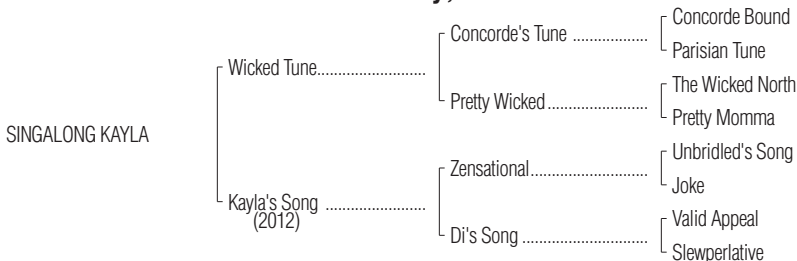 Concorde Bound
Concorde's Tune .................
Parisian Tune
Wicked Tune.........................
The Wicked North
Pretty Wicked.......................
Pretty Momma
SINGALONG KAYLA
Unbridled's Song
Zensational...........................
Joke
Kayla's Song .......................
(2012)
Valid Appeal
Di's Song .............................
Slewperlative